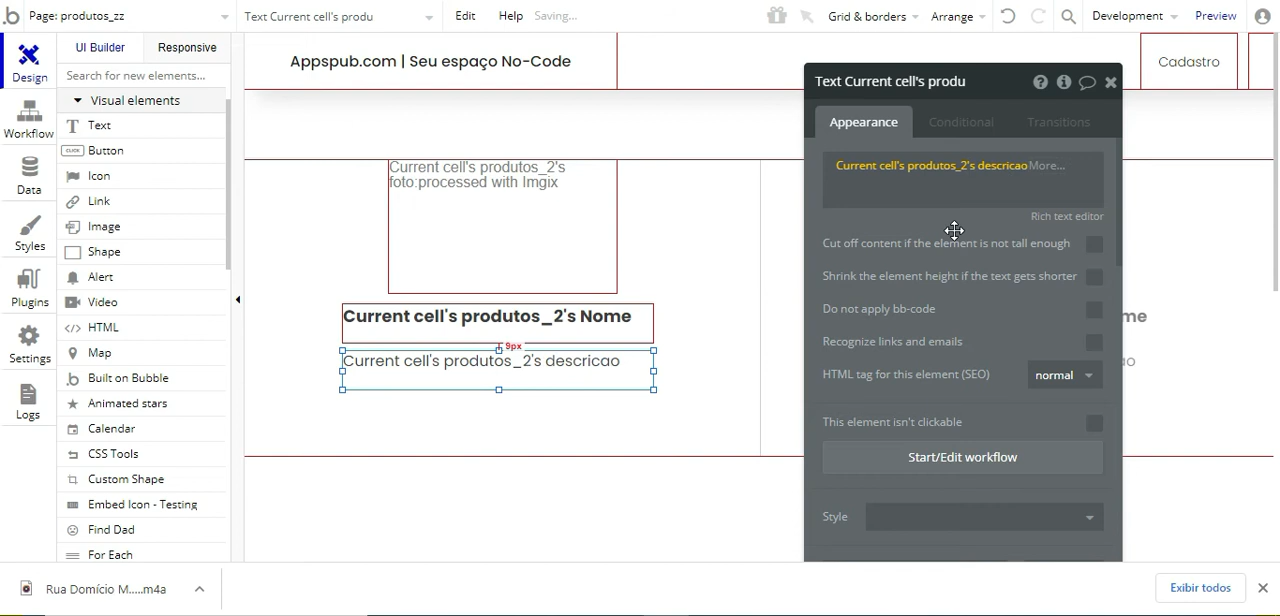 b Page: produtos_zz
Text Current cell's produ
Edit Help Saving...
Grid & borders Arrange Development Preview
Design
Workflow
Data
Styles
Plugins
Settings
Logs
UI Builder Responsive
Search for new elements...
Visual elements
Text
CLICK Button
Icon
Link
Image
Shape
Alert
Video
</> HTML
Map
b Built on Bubble
Animated stars
Calendar
CSS Tools
Custom Shape
Embed Icon - Testing
Find Dad
For Each
Appspub.com | Seu espaço No-Code
Cadastro
Current cell's produtos_2's
foto:processed with Imgix
Current cell's produtos_2's Nome
9px
Current cell's produtos_2's descricao
me
ao
Text Current cell's produ
Appearance Conditional Transitions
Current cell's produtos_2's descricao More...
Rich text editor
Cut off content if the element is not tall enough
Shrink the element height if the text gets shorter
Do not apply bb-code
Recognize links and emails
HTML tag for this element (SEO) normal
This element isn't clickable
Start/Edit workflow
Style
Rua Domício M.....m4a
Exibir todos